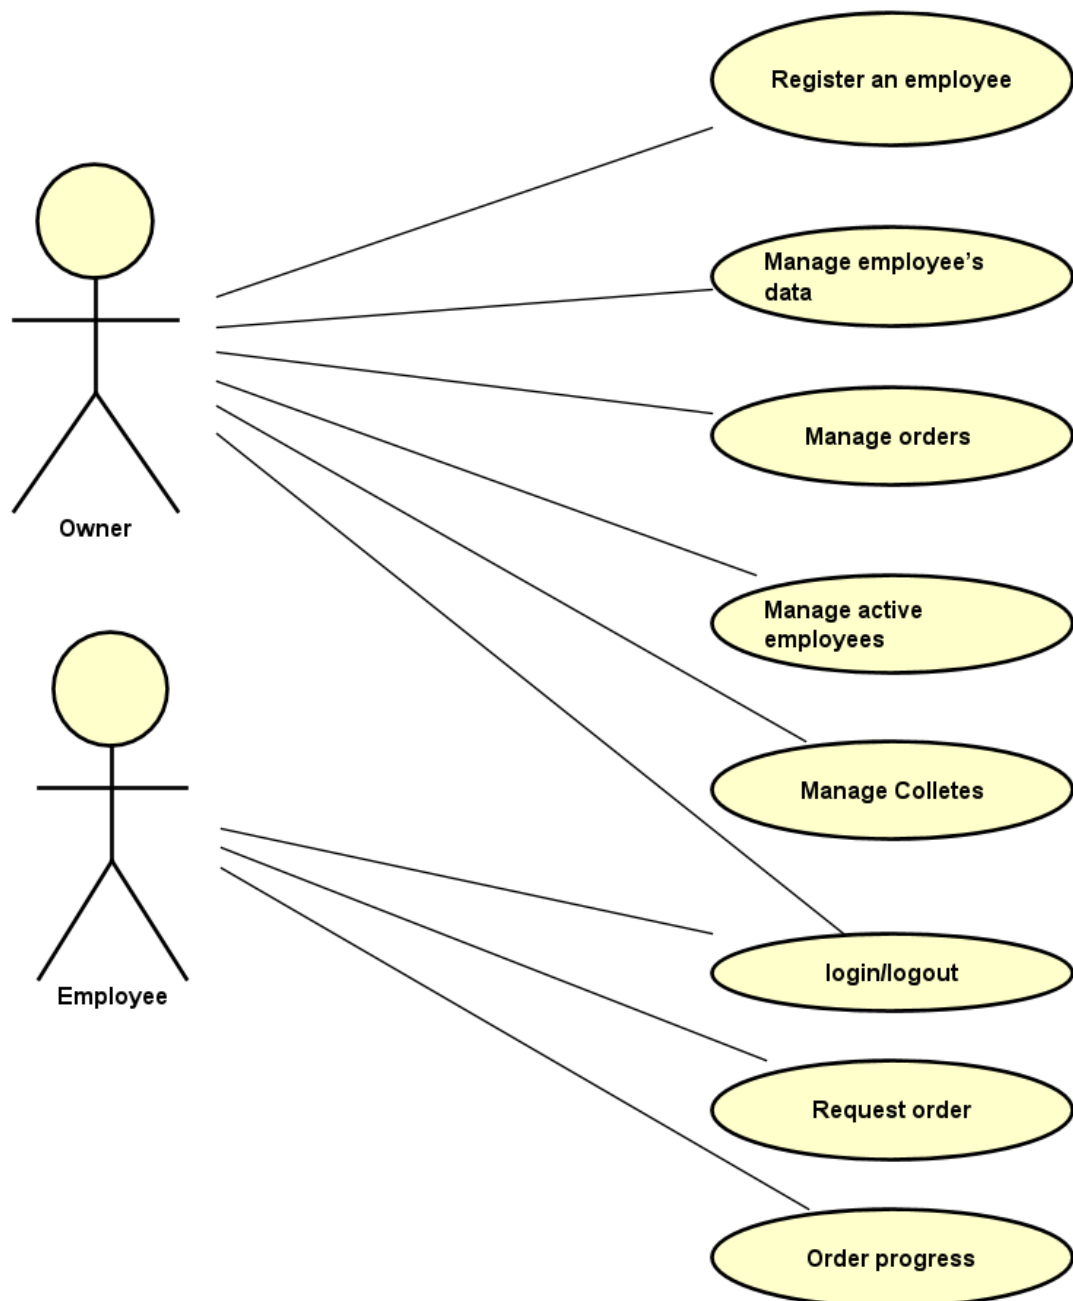 Register an employee
Manage employee’s
data
Manage orders
Owner
Manage active
employees
Manage Colletes
login/logout
Employee
Request order
Order progress